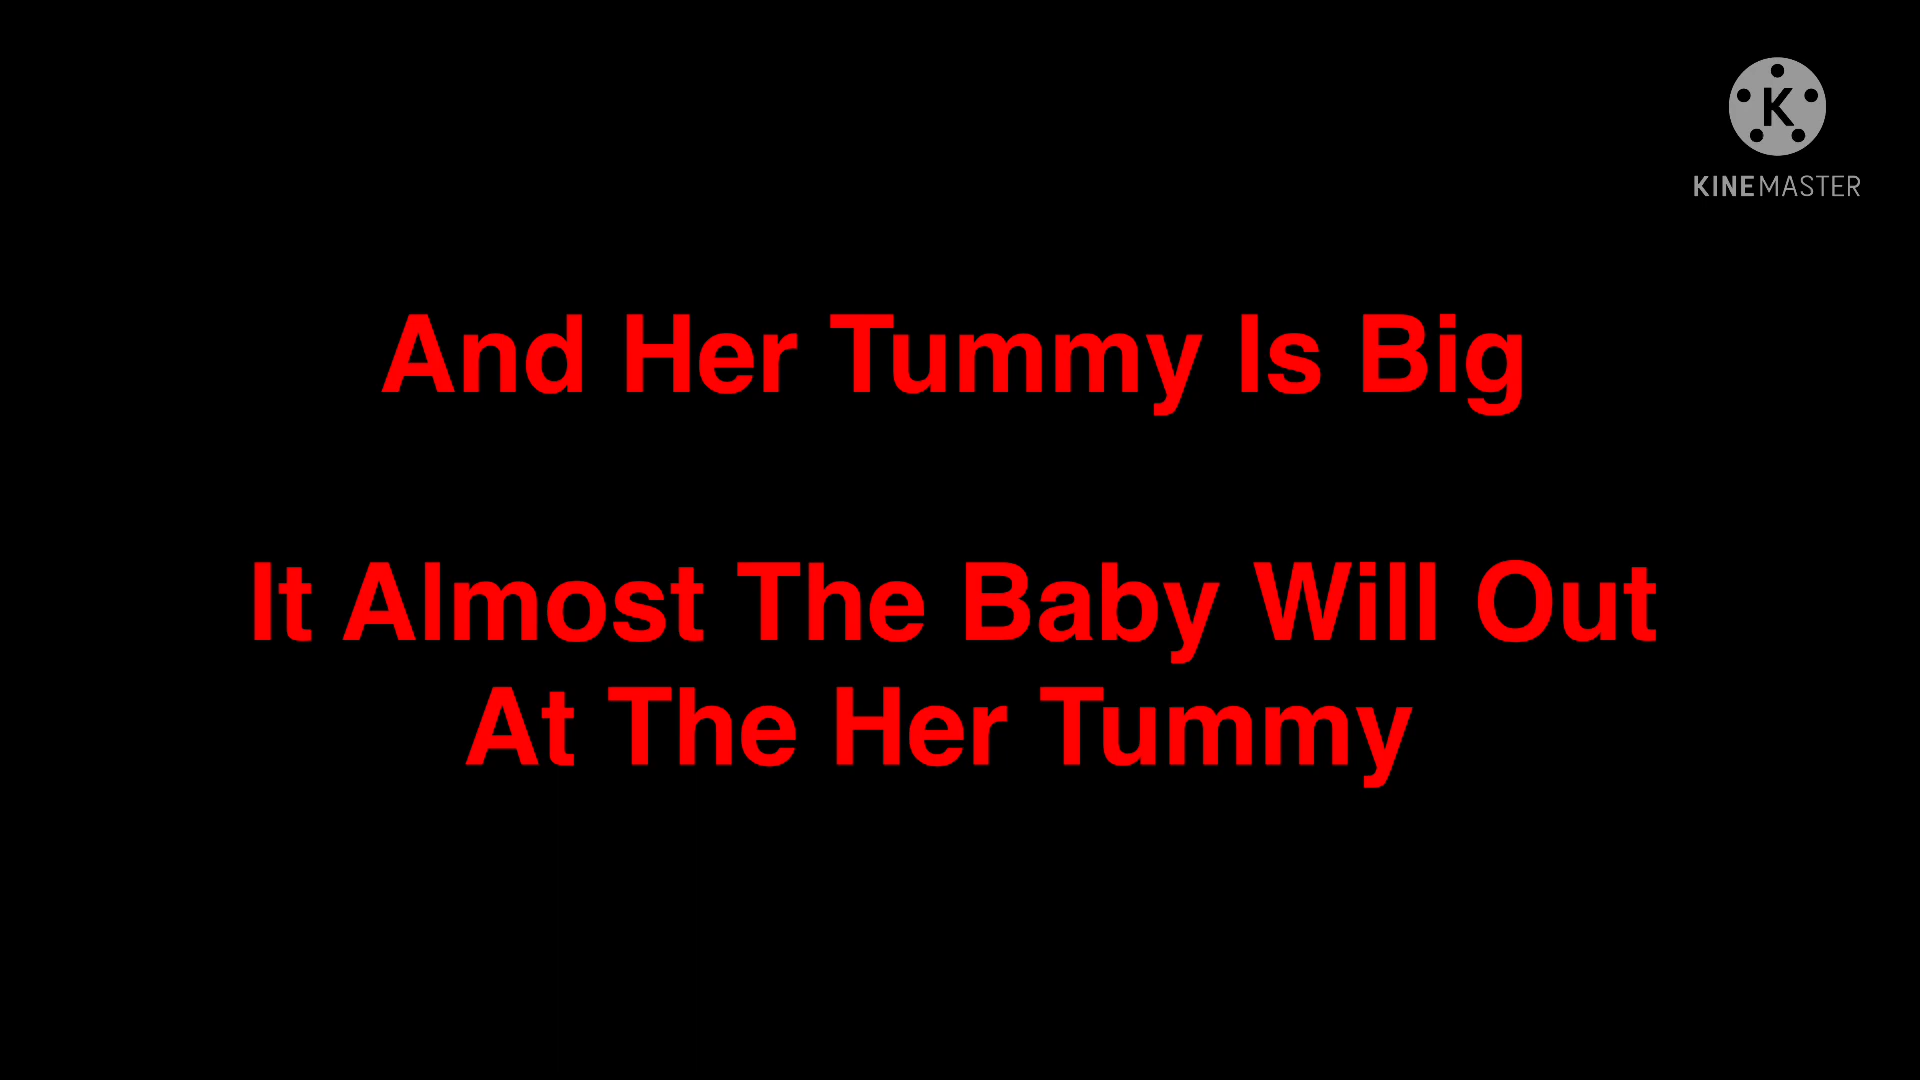 K
KINEMASTER
And Her Tummy Is Big
It Almost The Baby Will Out
At The Her Tummy